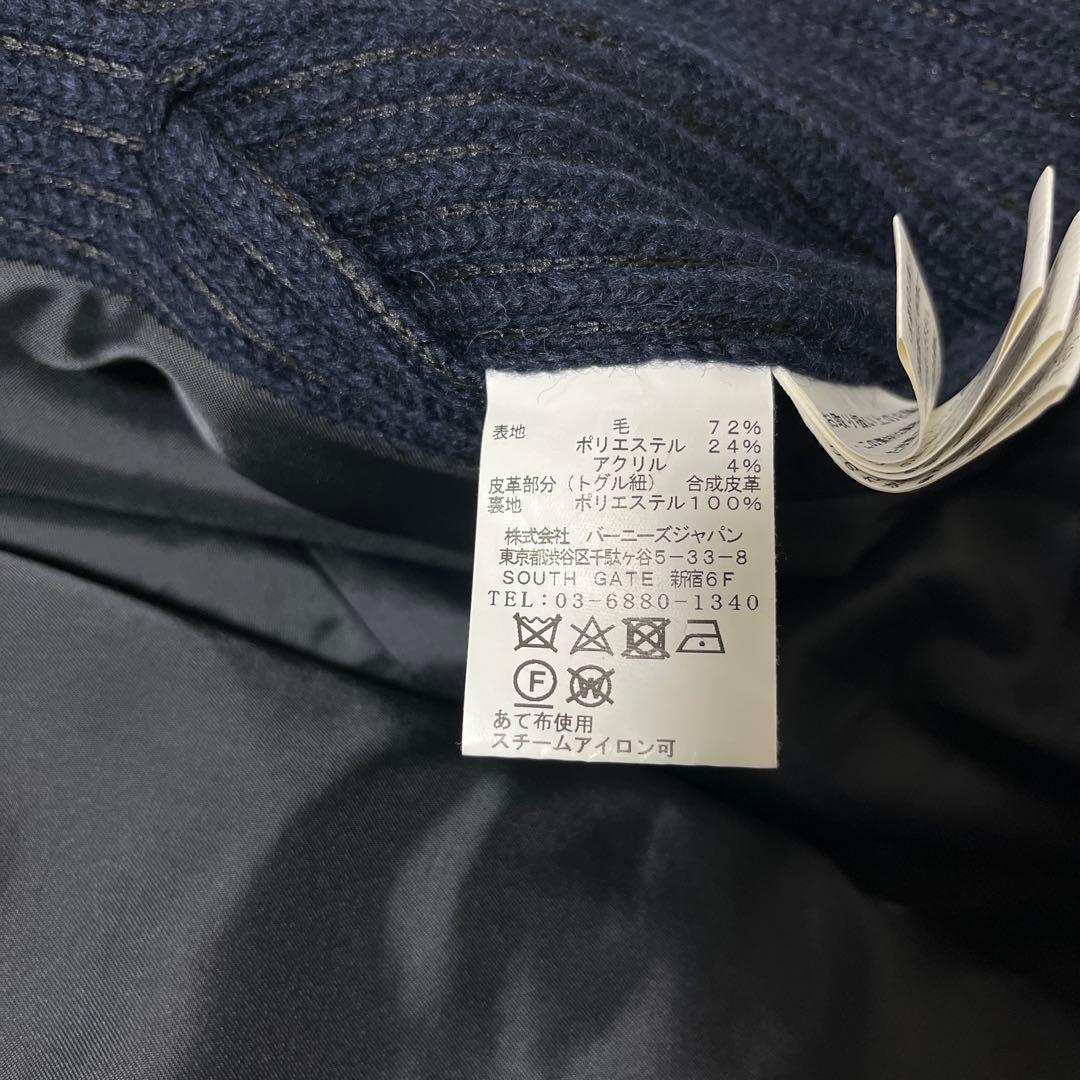 表地 毛 72%
ポリエステル 24%
アクリル 4%
皮革部分(トグル紐) 合成皮革
裏地 ポリエステル100%
株式会社 バーニーズジャパン
東京都渋谷区千駄ヶ谷5-33-8
SOUTH GATE 新宿6F
TEL:03-6880-1340
F
W
あて布使用
スチームアイロン可